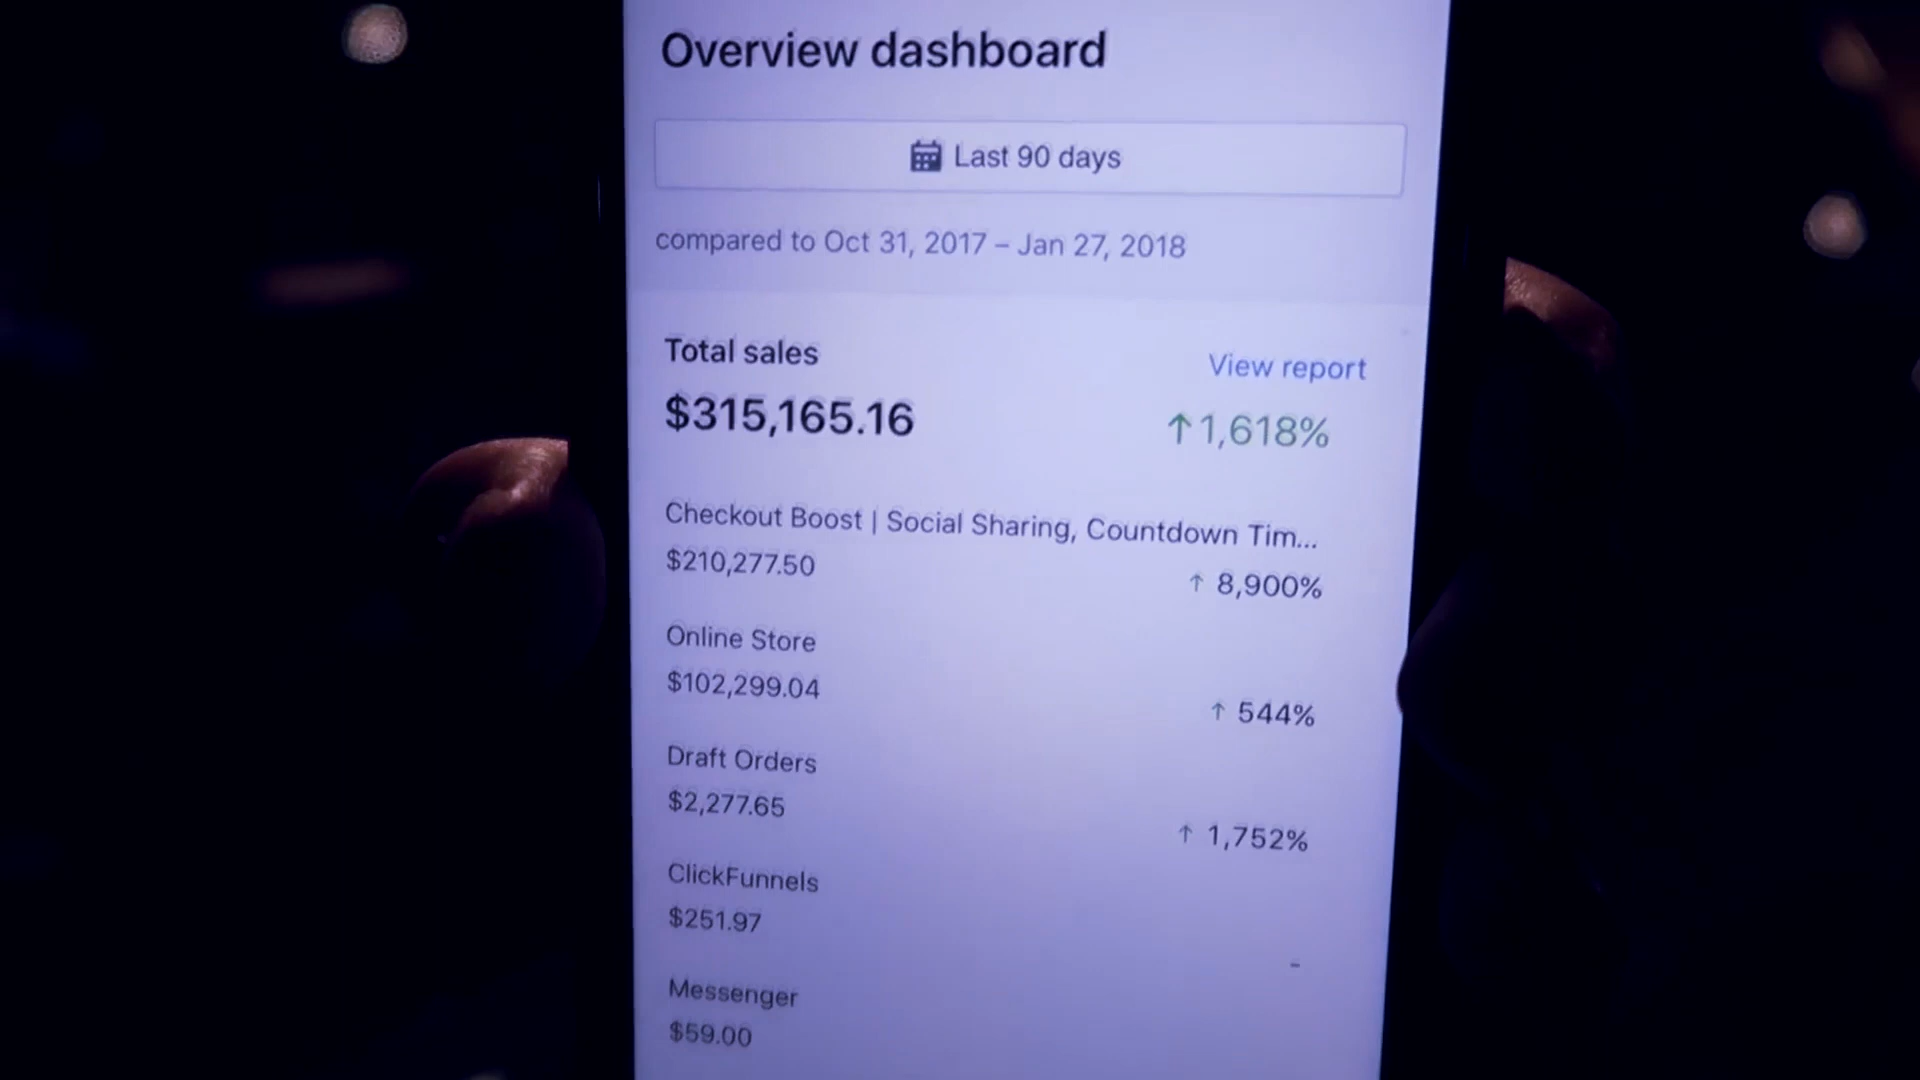 Overview dashboard
Last 90 days
compared to Oct 31, 2017 – Jan 27, 2018
Total sales
View report
$315,165.16
↑1,618%
Checkout Boost | Social Sharing, Countdown Tim...
$210,277.50
↑ 8,900%
Online Store
$102,299.04
↑ 544%
Draft Orders
$2,277.65
↑ 1,752%
ClickFunnels
$251.97
-
Messenger
$59.00